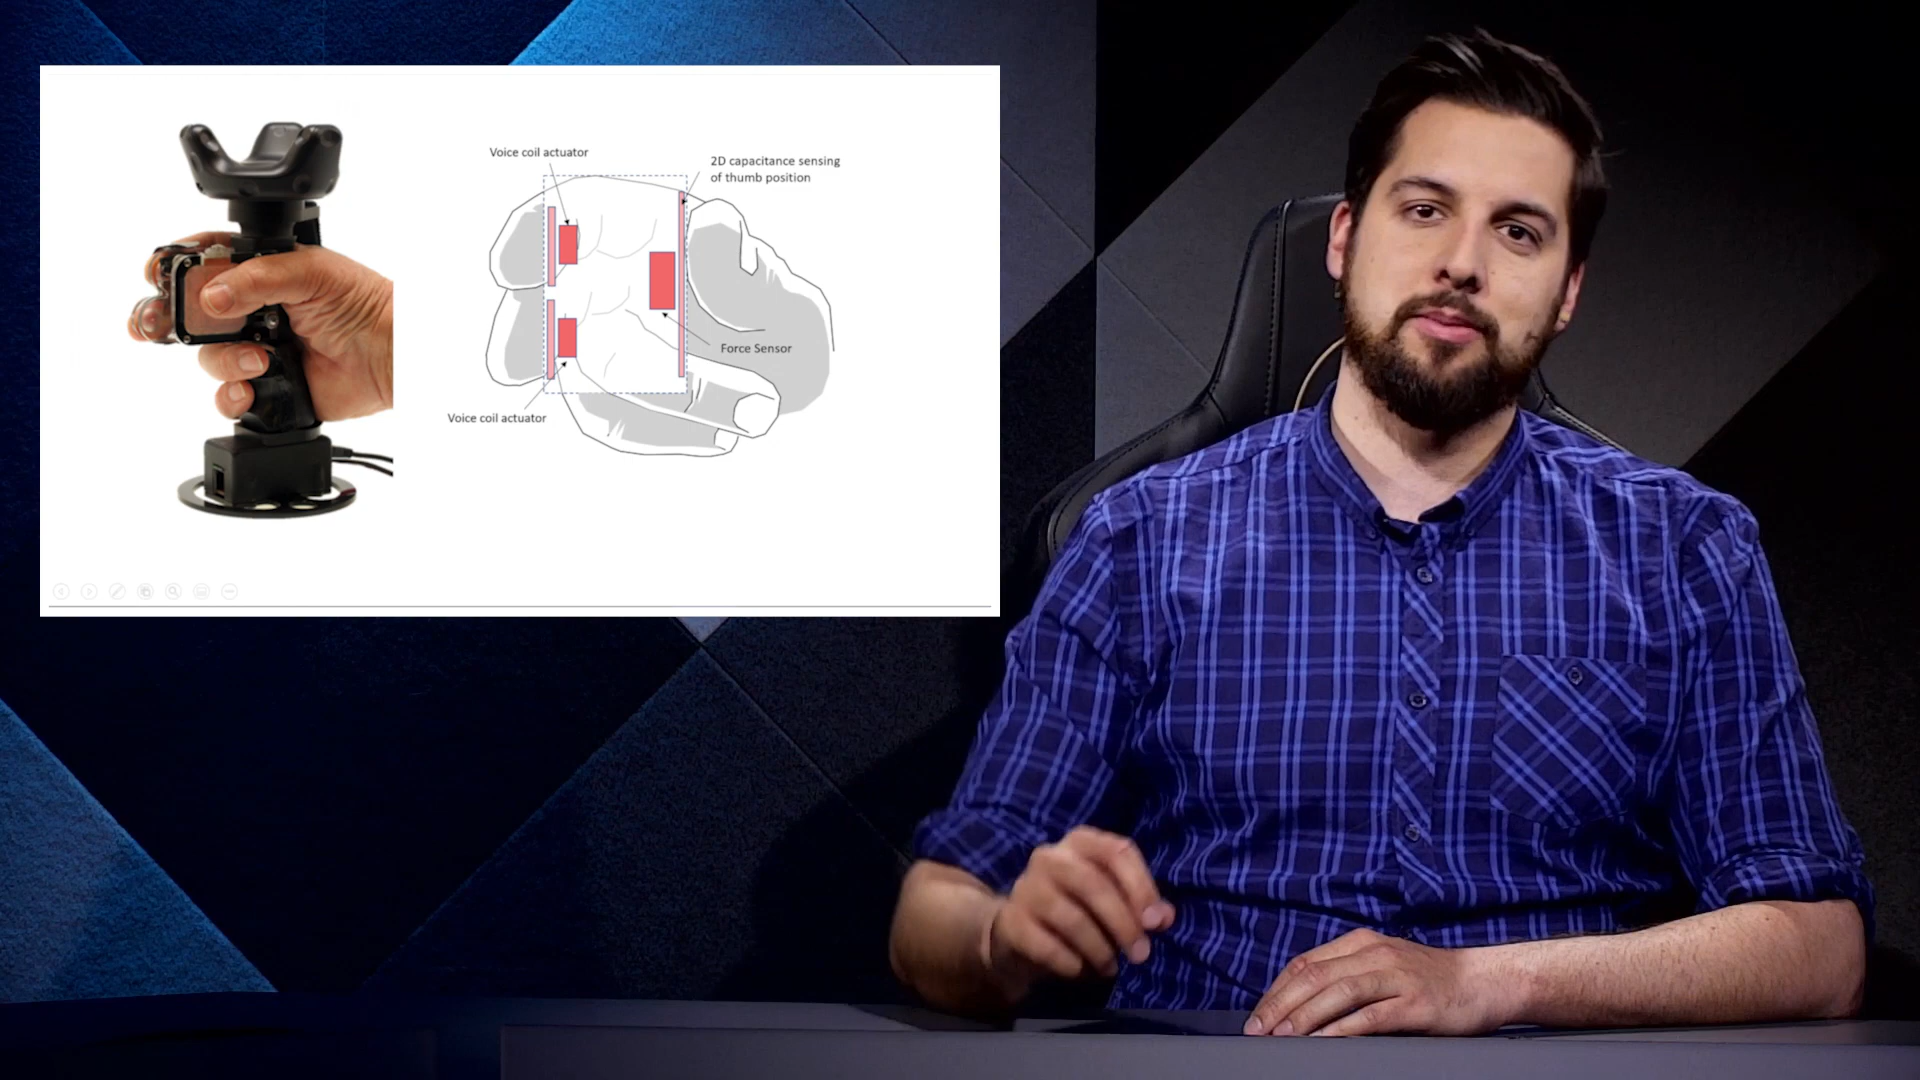 Voice coil actuator
2D capacitance sensing
of thumb position
Force Sensor
Voice coil actuator